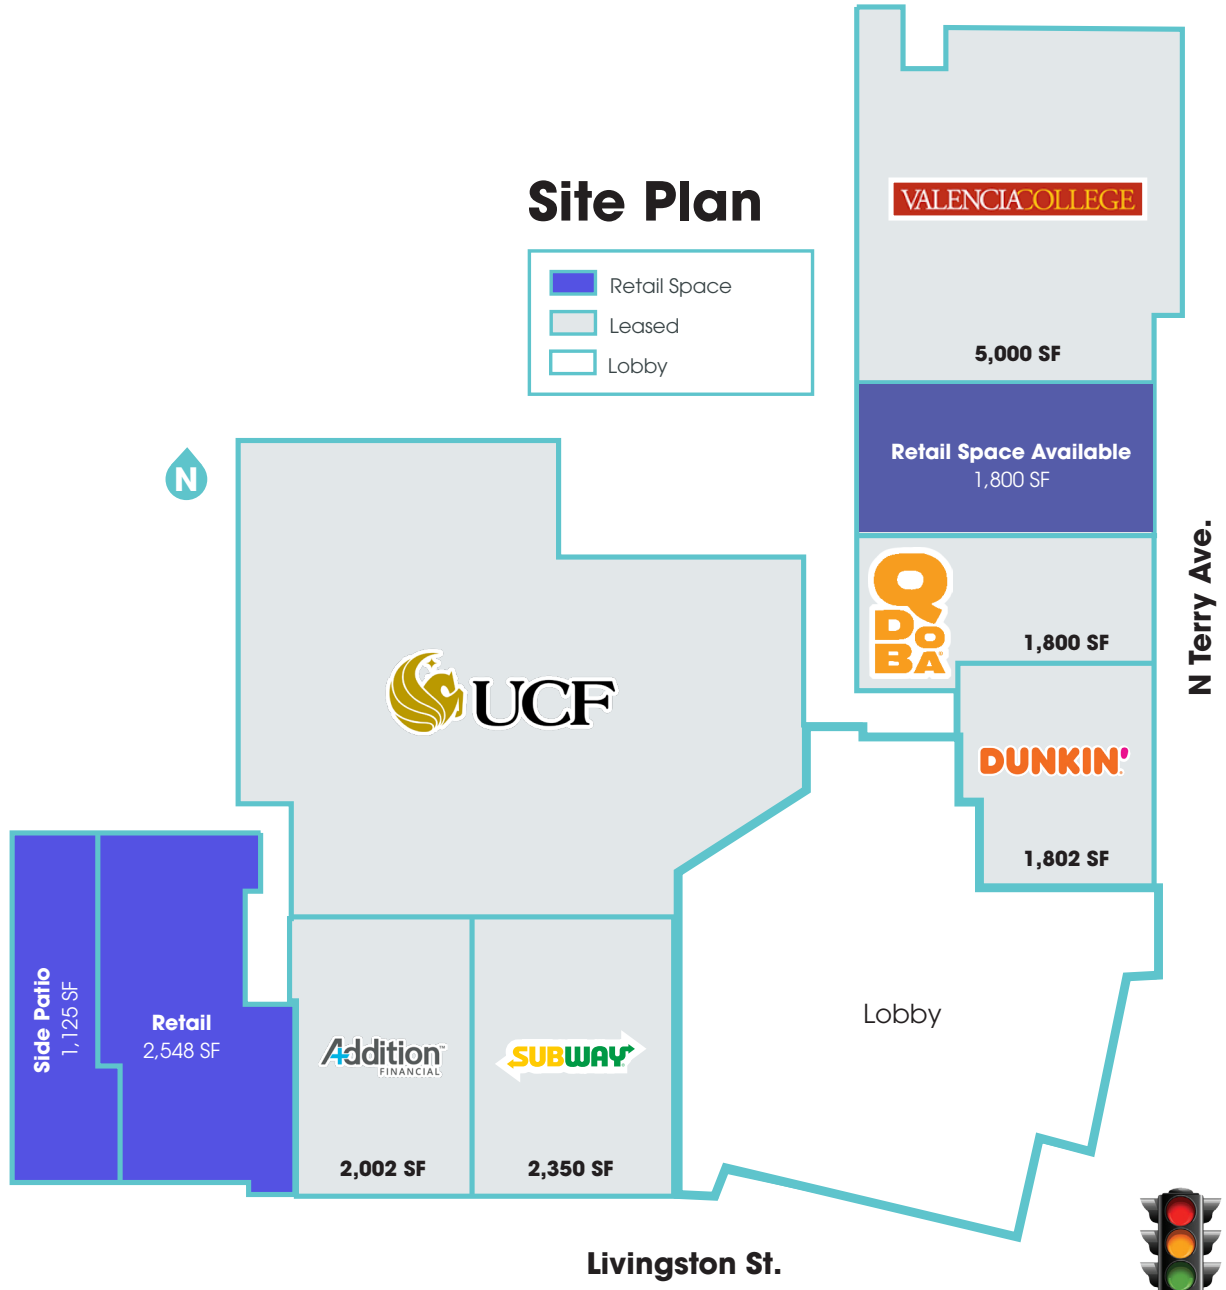 VALENCIACOLLEGE
5,000 SF
Site Plan
Retail Space
Leased
Lobby
Retail Space Available
1,800 SF
N
N Terry Ave.
QDOBA
1,800 SF
UCF
DUNKIN'
1,802 SF
Side Patio
1,125 SF
Retail
2,548 SF
Addition™
FINANCIAL
2,002 SF
SUBWAY
2,350 SF
Lobby
Livingston St.